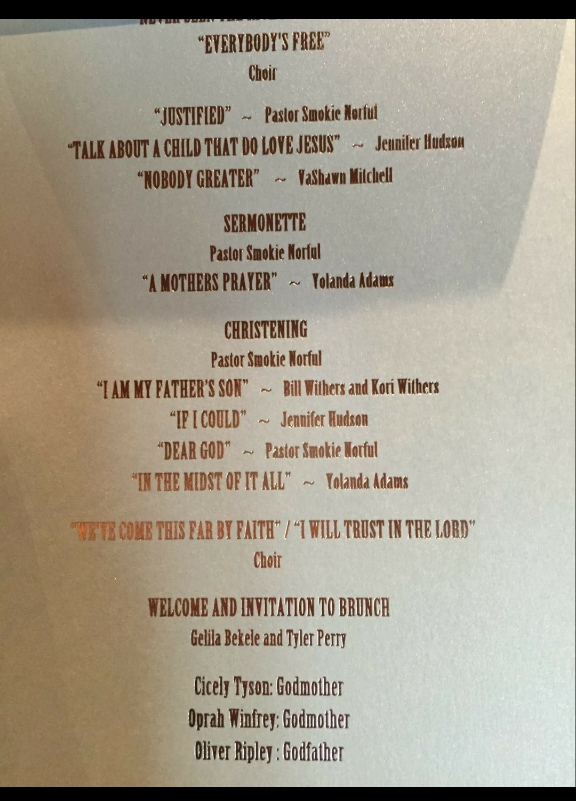 "EVERYBODY'S FREE"
Choir
"JUSTIFIED" ~ Pastor Smokie Norful
"TALK ABOUT A CHILD THAT DO LOVE JESUS" ~ Jennifer Hudson
"NOBODY GREATER" ~ VaShawn Mitchell
SERMONETTE
Pastor Smokie Norful
"A MOTHERS PRAYER" ~ Yolanda Adams
CHRISTENING
Pastor Smokie Norful
"I AM MY FATHER'S SON" ~ Bill Withers and Kori Withers
"IF I COULD" ~ Jennifer Hudson
"DEAR GOD" ~ Pastor Smokie Norful
"IN THE MIDST OF IT ALL" ~ Yolanda Adams
"WE'VE COME THIS FAR BY FAITH" / "I WILL TRUST IN THE LORD"
Choir
WELCOME AND INVITATION TO BRUNCH
Gelila Bekele and Tyler Perry
Cicely Tyson: Godmother
Oprah Winfrey: Godmother
Oliver Ripley : Godfather